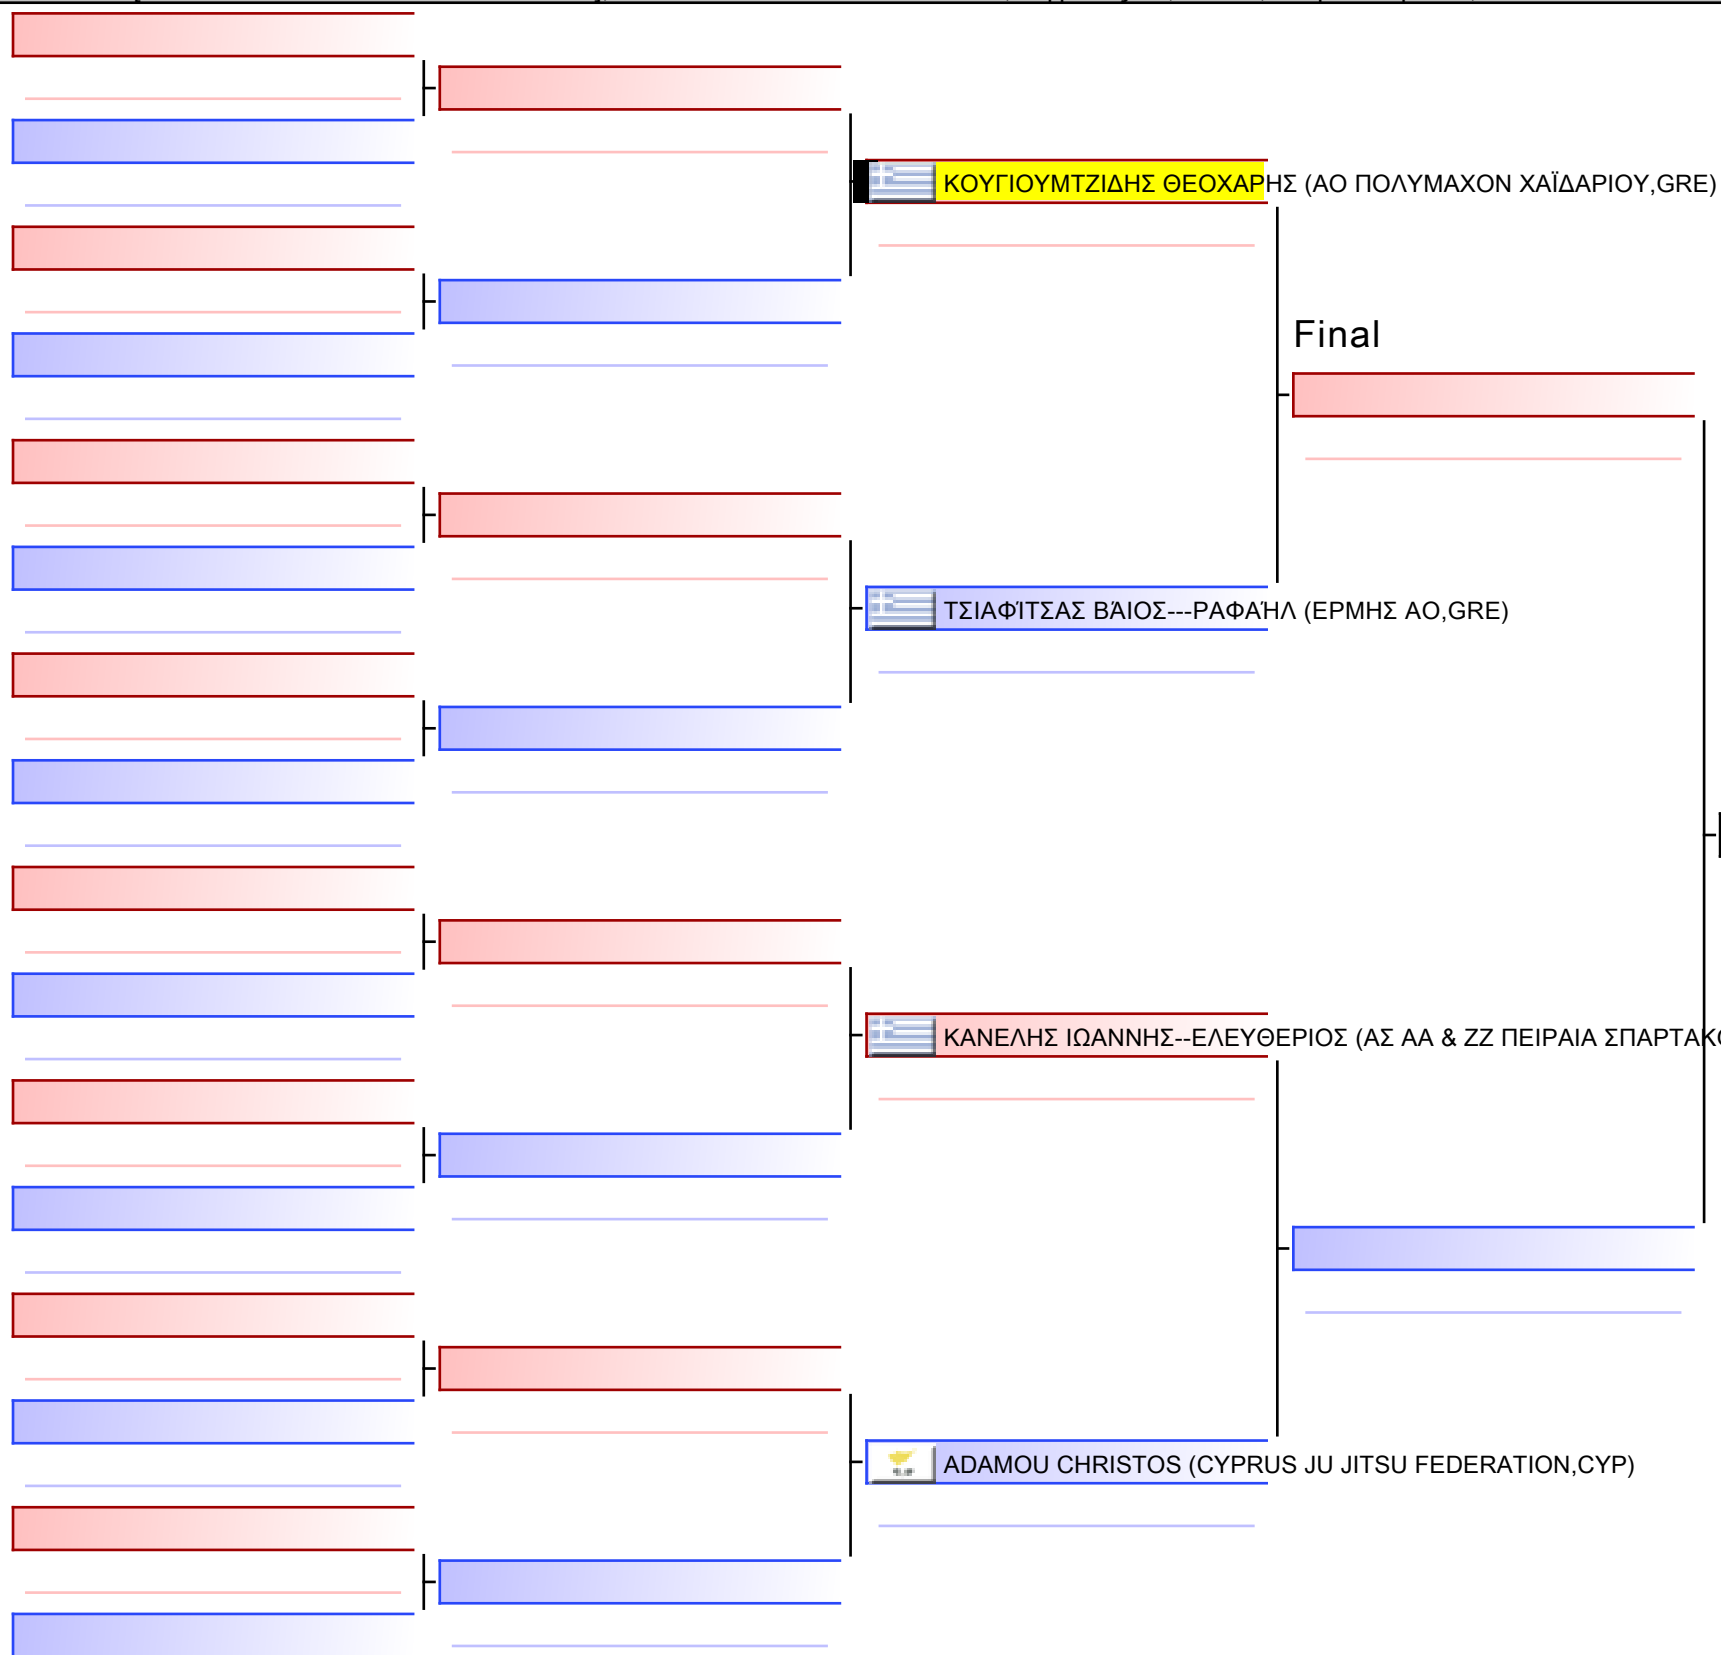 ΚΟΥΓΙΟΥΜΤΖΙΔΗΣ ΘΕΟΧΑΡΗΣ (ΑΟ ΠΟΛΥΜΑΧΟΝ ΧΑΪΔΑΡΙΟΥ,GRE)
Final
ΤΣΙΑΦΊΤΣΑΣ ΒΆΙΟΣ---ΡΑΦΑΉΛ (ΕΡΜΗΣ ΑΟ,GRE)
ΚΑΝΕΛΗΣ ΙΩΑΝΝΗΣ--ΕΛΕΥΘΕΡΙΟΣ (ΑΣ ΑΑ & ΖΖ ΠΕΙΡΑΙΑ ΣΠΑΡΤΑΚ
ADAMOU CHRISTOS (CYPRUS JU JITSU FEDERATION,CYP)